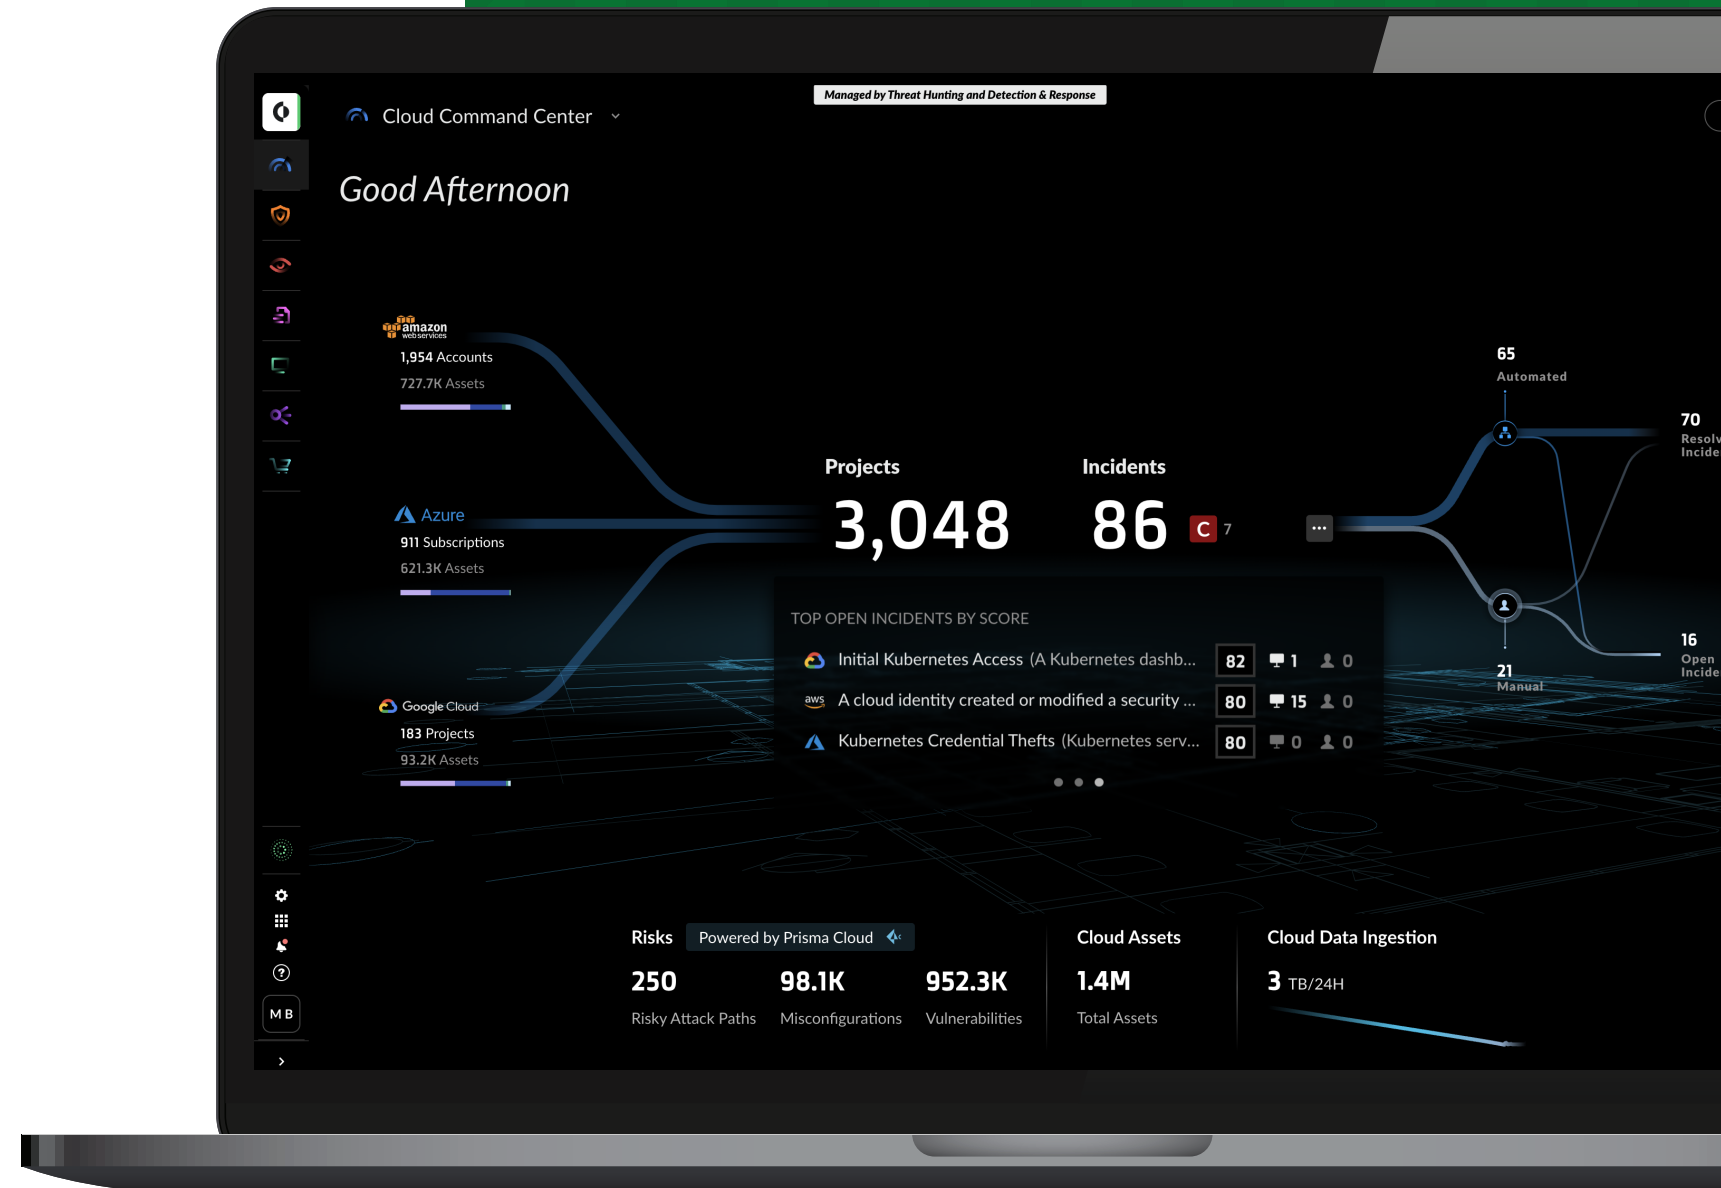 Managed by Threat Hunting and Detection & Response
Cloud Command Center
Good Afternoon
amazon
webservices
1,954 Accounts
727.7K Assets
Azure
911 Subscriptions
621.3K Assets
Google Cloud
183 Projects
93.2K Assets
Projects
3,048
Incidents
86
C 7
65
Automated
21
Manual
70
Resolv
Incide
16
Open
Incide
TOP OPEN INCIDENTS BY SCORE
Initial Kubernetes Access (A Kubernetes dashb... 82 1 0
aws A cloud identity created or modified a security ... 80 15 0
Kubernetes Credential Thefts (Kubernetes serv... 80 0 0
Risks Powered by Prisma Cloud
250
Risky Attack Paths
98.1K
Misconfigurations
952.3K
Vulnerabilities
Cloud Assets
1.4M
Total Assets
Cloud Data Ingestion
3 TB/24H
M B